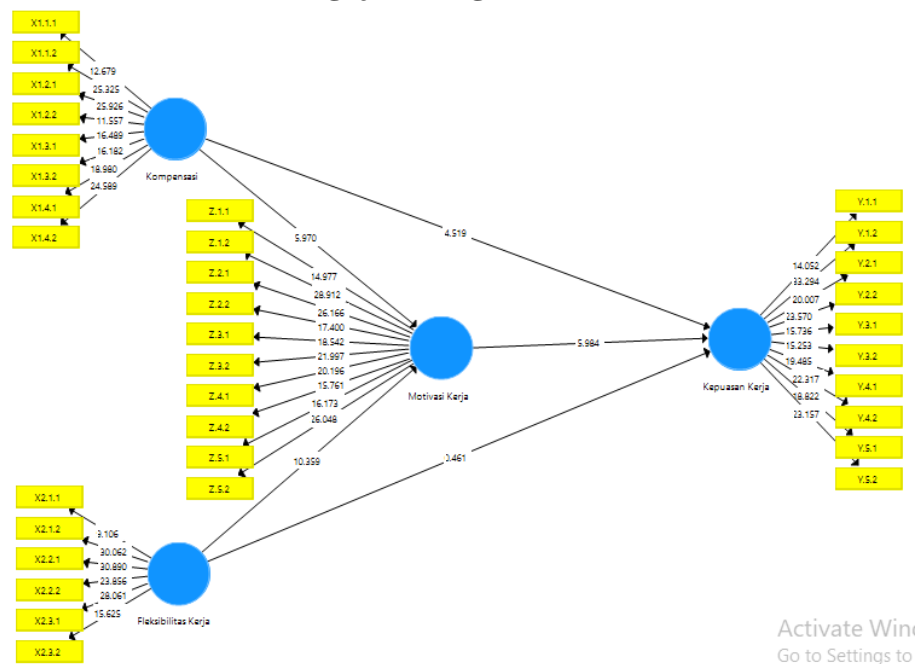 X1.1.1
X1.1.2
X1.2.1
X1.2.2
X1.3.1
X1.3.2
X1.4.1
X1.4.2
12.679
25.325
25.926
11.557
16.489
16.182
18.980
24.589
Kompensasi
5.970
4.519
Z.1.1
Z.1.2
Z.2.1
Z.2.2
Z.3.1
Z.3.2
Z.4.1
Z.4.2
Z.5.1
Z.5.2
14.977
28.912
26.166
17.400
18.542
21.997
20.196
15.761
16.173
26.048
Motivasi Kerja
5.984
10.359
0.461
Y.1.1
Y.1.2
Y.2.1
Y.2.2
Y.3.1
Y.3.2
Y.4.1
Y.4.2
Y.5.1
Y.5.2
14.052
33.294
20.007
23.570
15.736
15.253
19.485
22.317
18.822
23.157
Kepuasan Kerja
X2.1.1
X2.1.2
X2.2.1
X2.2.2
X2.3.1
X2.3.2
30.062
30.890
23.856
28.061
15.625
Fleksibilitas Kerja
Activate Win
Go to Settings to